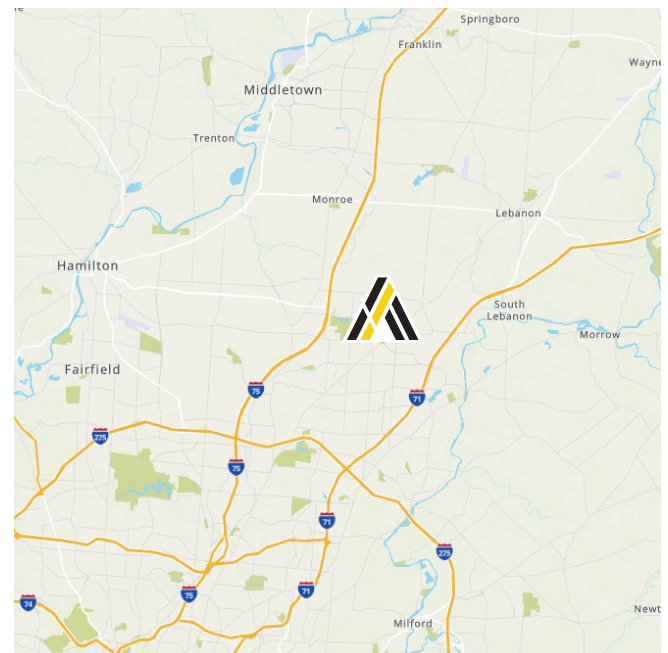 Springboro
Franklin
Wayne
Middletown
Trenton
Monroe
Lebanon
Hamilton
South
Lebanon
Morrow
Fairfield
75
71
275
75
71
275
75
71
74
Newt
Milford